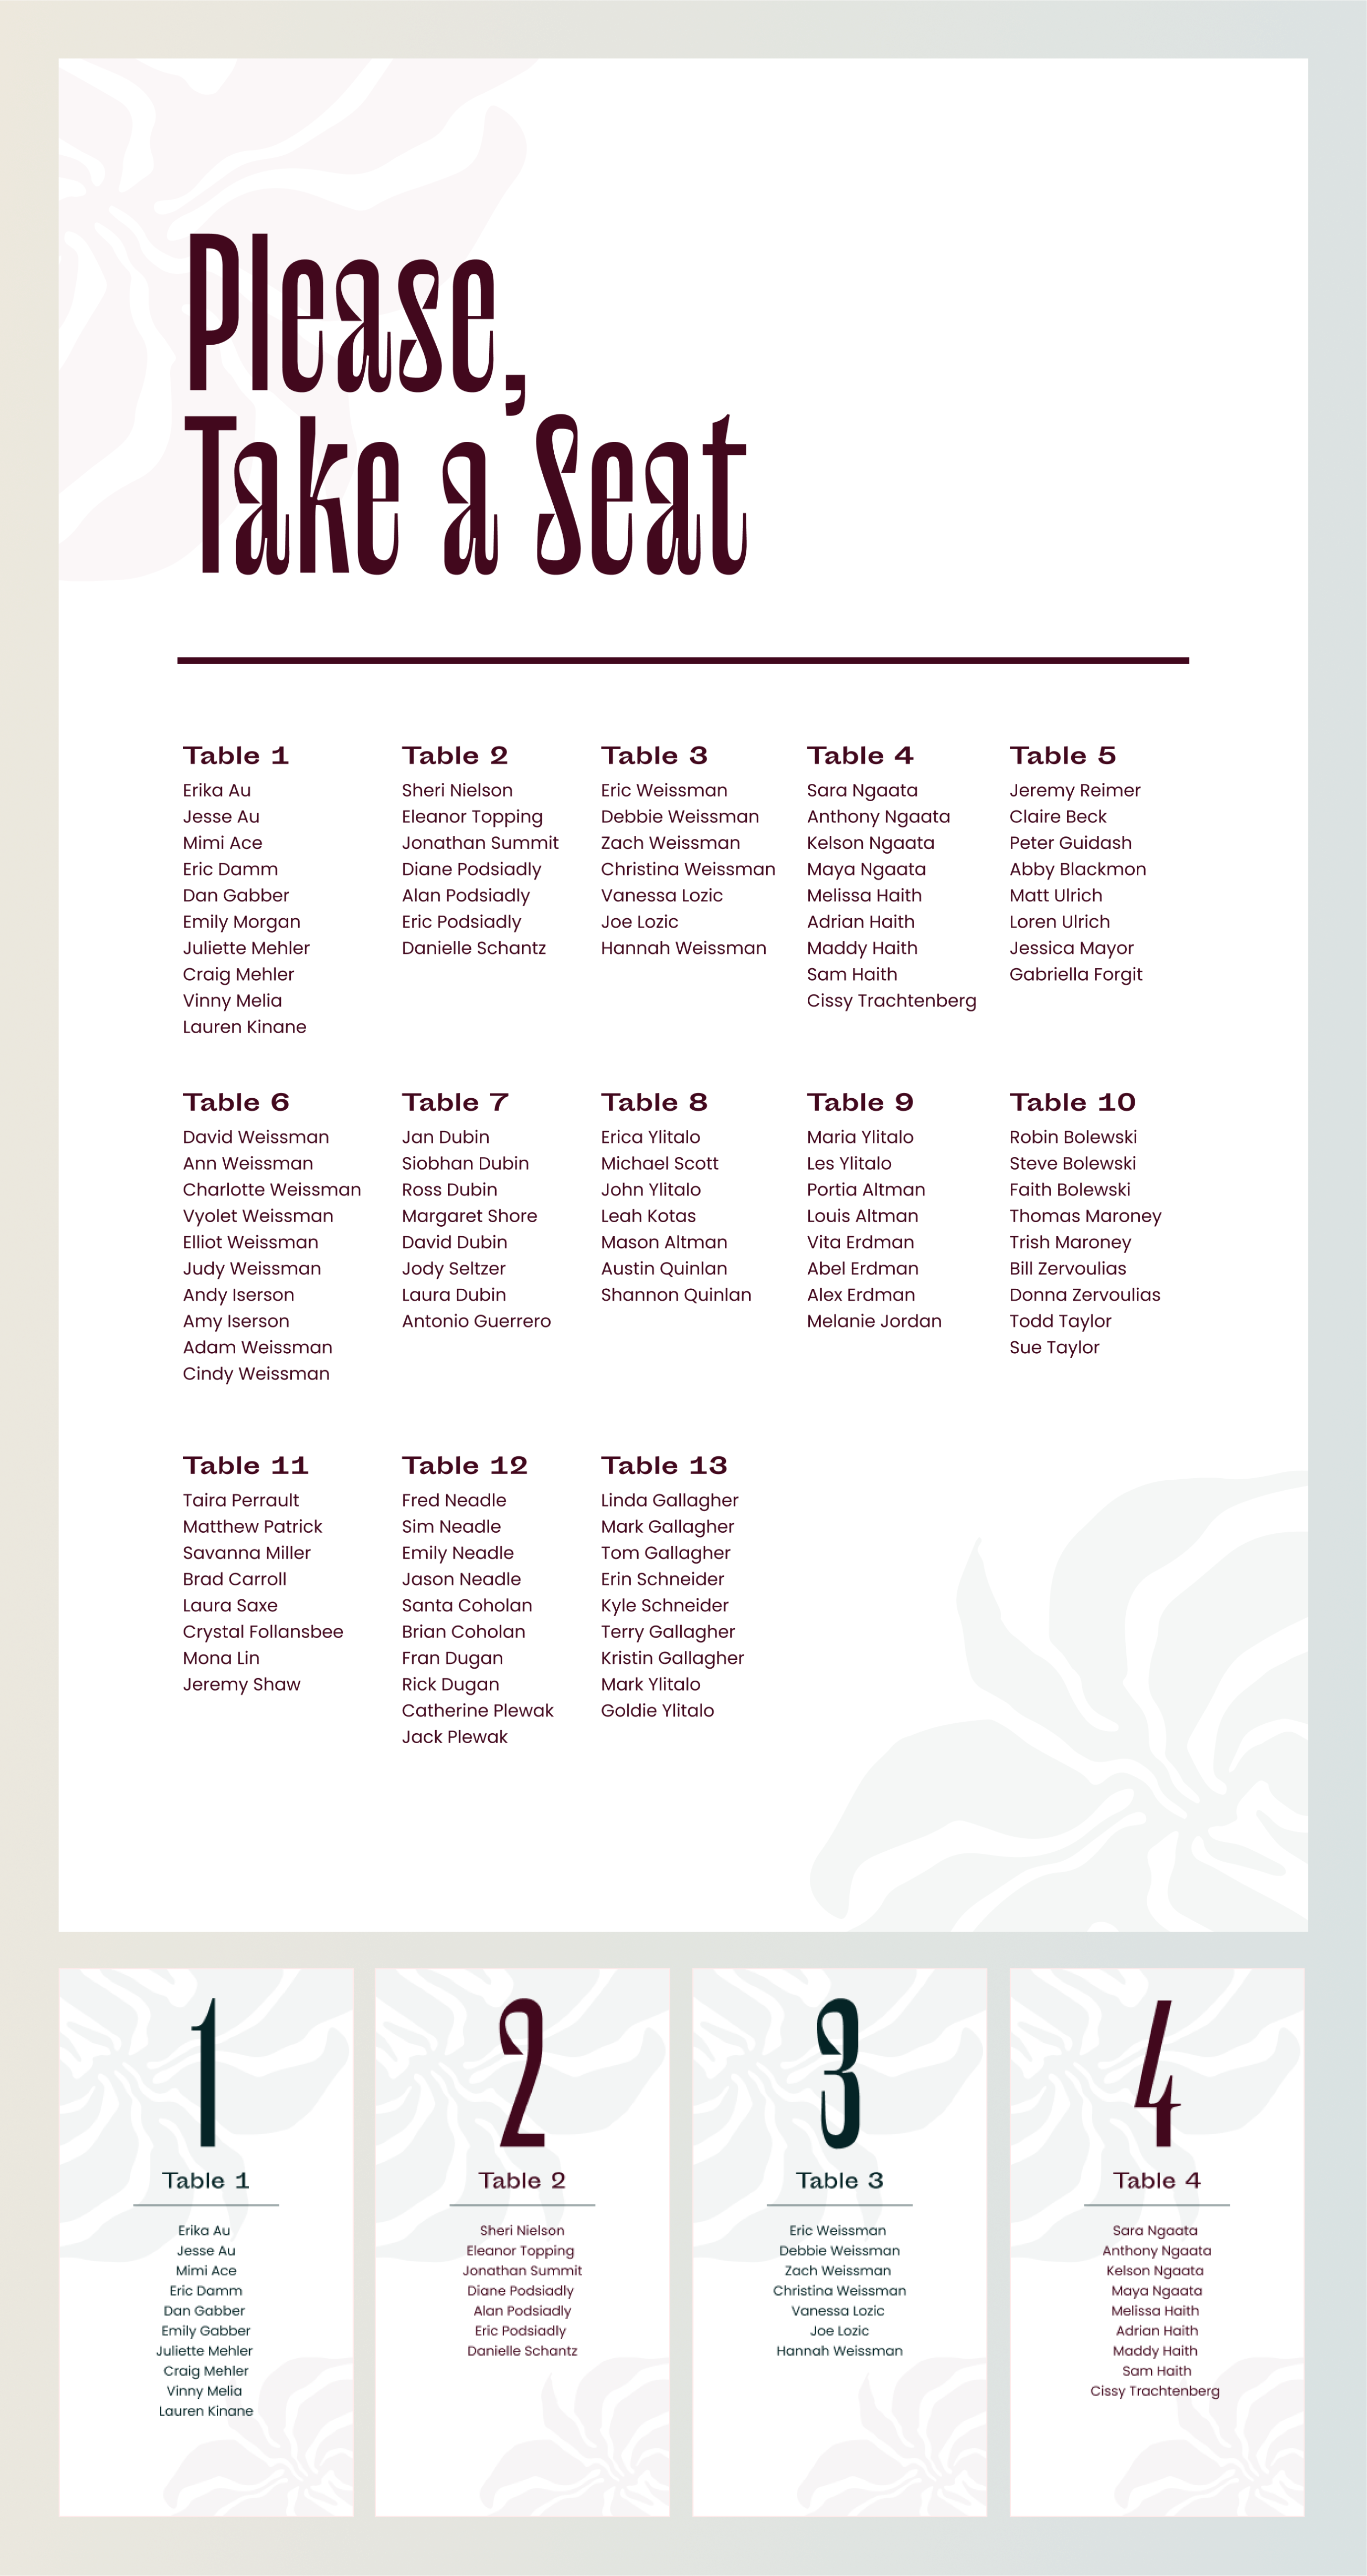 Please,
Take a Seat
Table 1
Erika Au
Jesse Au
Mimi Ace
Eric Damm
Dan Gabber
Emily Morgan
Juliette Mehler
Craig Mehler
Vinny Melia
Lauren Kinane
Table 2
Sheri Nielson
Eleanor Topping
Jonathan Summit
Diane Podsiadly
Alan Podsiadly
Eric Podsiadly
Danielle Schantz
Table 3
Eric Weissman
Debbie Weissman
Zach Weissman
Christina Weissman
Vanessa Lozic
Joe Lozic
Hannah Weissman
Table 4
Sara Ngaata
Anthony Ngaata
Kelson Ngaata
Maya Ngaata
Melissa Haith
Adrian Haith
Maddy Haith
Sam Haith
Cissy Trachtenberg
Table 5
Jeremy Reimer
Claire Beck
Peter Guidash
Abby Blackmon
Matt Ulrich
Loren Ulrich
Jessica Mayor
Gabriella Forgit
Table 6
David Weissman
Ann Weissman
Charlotte Weissman
Vyolet Weissman
Elliot Weissman
Judy Weissman
Andy Iserson
Amy Iserson
Adam Weissman
Cindy Weissman
Table 7
Jan Dubin
Siobhan Dubin
Ross Dubin
Margaret Shore
David Dubin
Jody Seltzer
Laura Dubin
Antonio Guerrero
Table 8
Erica Ylitalo
Michael Scott
John Ylitalo
Leah Kotas
Mason Altman
Austin Quinlan
Shannon Quinlan
Table 9
Maria Ylitalo
Les Ylitalo
Portia Altman
Louis Altman
Vita Erdman
Abel Erdman
Alex Erdman
Melanie Jordan
Table 10
Robin Bolewski
Steve Bolewski
Faith Bolewski
Thomas Maroney
Trish Maroney
Bill Zervoulias
Donna Zervoulias
Todd Taylor
Sue Taylor
Table 11
Taira Perrault
Matthew Patrick
Savanna Miller
Brad Carroll
Laura Saxe
Crystal Follansbee
Mona Lin
Jeremy Shaw
Table 12
Fred Neadle
Sim Neadle
Emily Neadle
Jason Neadle
Santa Coholan
Brian Coholan
Fran Dugan
Rick Dugan
Catherine Plewak
Jack Plewak
Table 13
Linda Gallagher
Mark Gallagher
Tom Gallagher
Erin Schneider
Kyle Schneider
Terry Gallagher
Kristin Gallagher
Mark Ylitalo
Goldie Ylitalo
1
Table 1
Erika Au
Jesse Au
Mimi Ace
Eric Damm
Dan Gabber
Emily Gabber
Juliette Mehler
Craig Mehler
Vinny Melia
Lauren Kinane
2
Table 2
Sheri Nielson
Eleanor Topping
Jonathan Summit
Diane Podsiadly
Alan Podsiadly
Eric Podsiadly
Danielle Schantz
3
Table 3
Eric Weissman
Debbie Weissman
Zach Weissman
Christina Weissman
Vanessa Lozic
Joe Lozic
Hannah Weissman
4
Table 4
Sara Ngaata
Anthony Ngaata
Kelson Ngaata
Maya Ngaata
Melissa Haith
Adrian Haith
Maddy Haith
Sam Haith
Cissy Trachtenberg